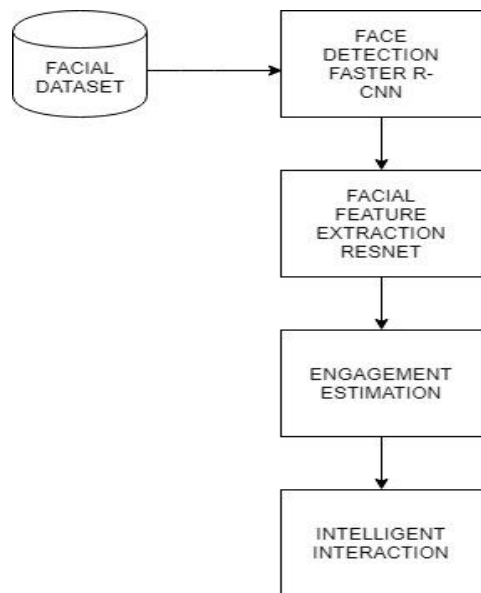 FACIAL
DATASET
FACE
DETECTION
FASTER R-
CNN
FACIAL
FEATURE
EXTRACTION
RESNET
ENGAGEMENT
ESTIMATION
INTELLIGENT
INTERACTION